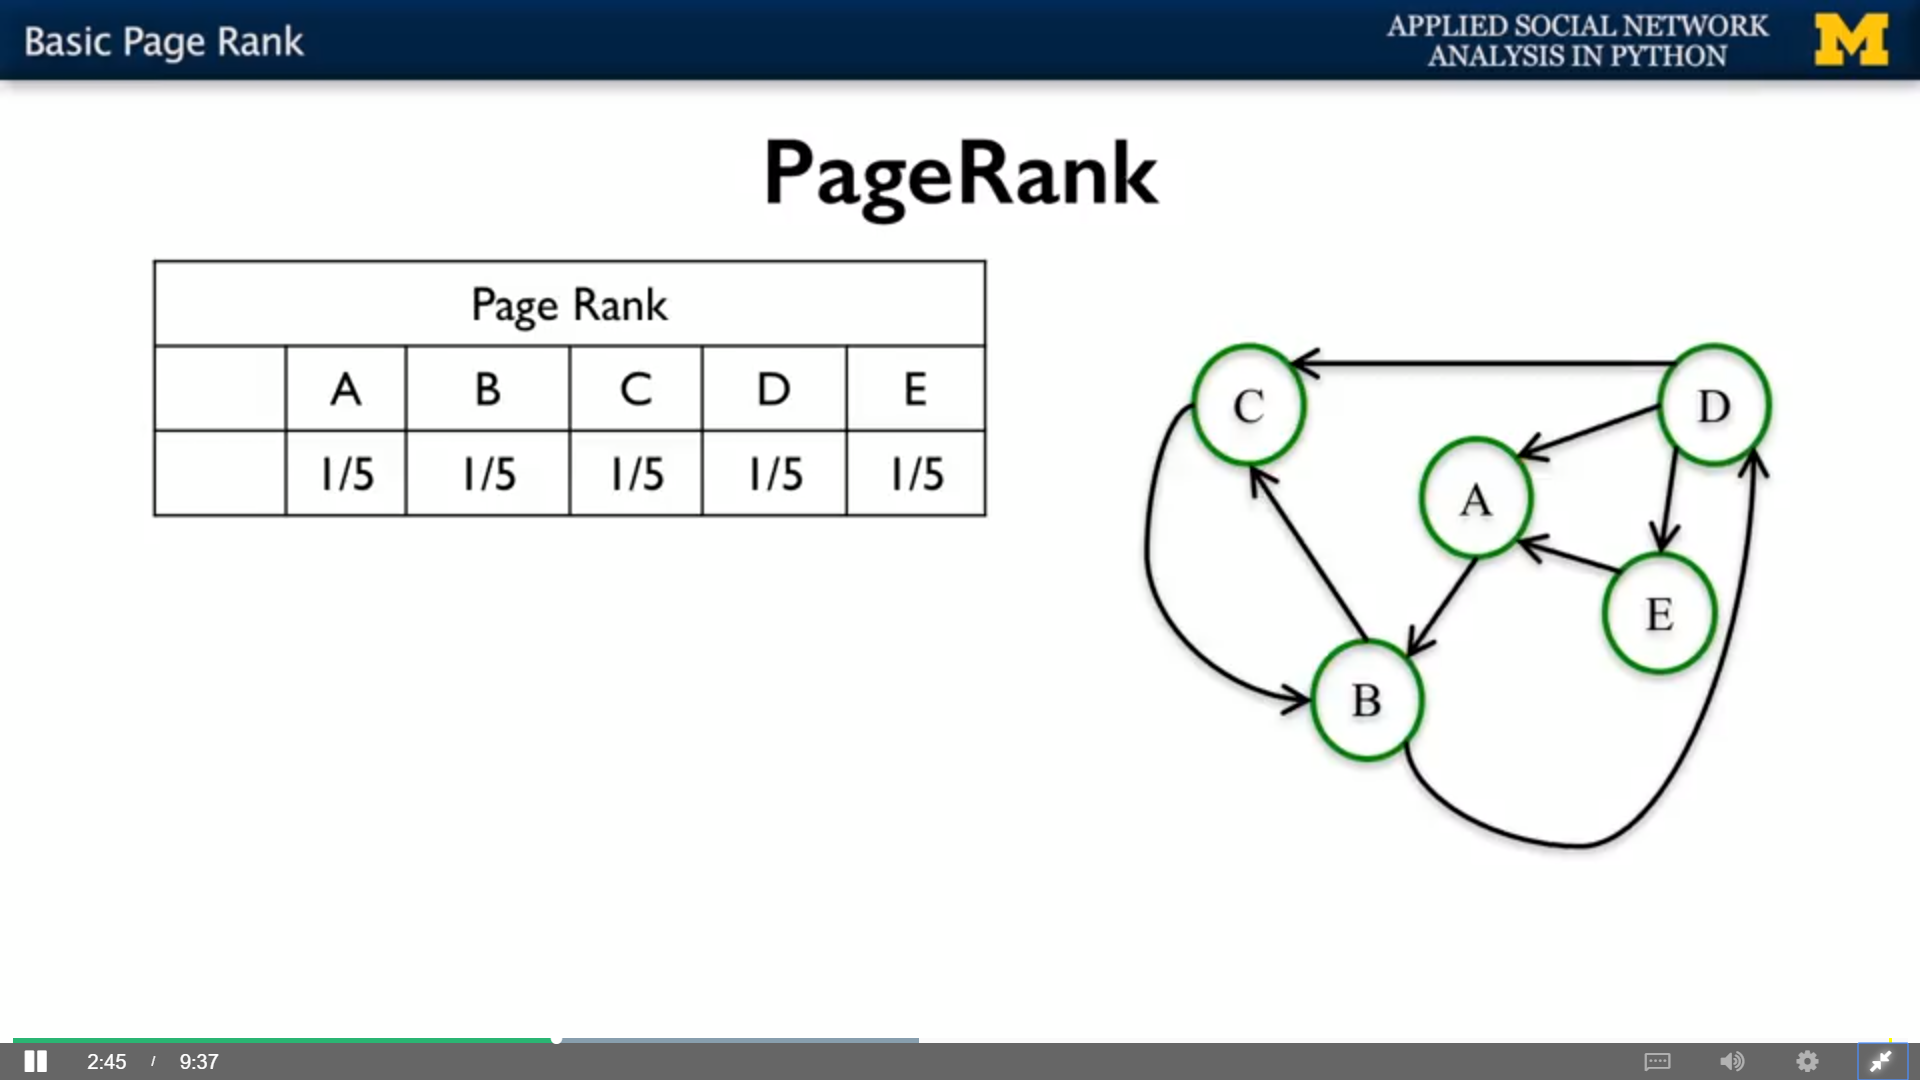 Basic Page Rank
APPLIED SOCIAL NETWORK
ANALYSIS IN PYTHON
M
PageRank
Page Rank
A B C D E
1/5 1/5 1/5 1/5 1/5
C
D
A
E
B
2:45 / 9:37